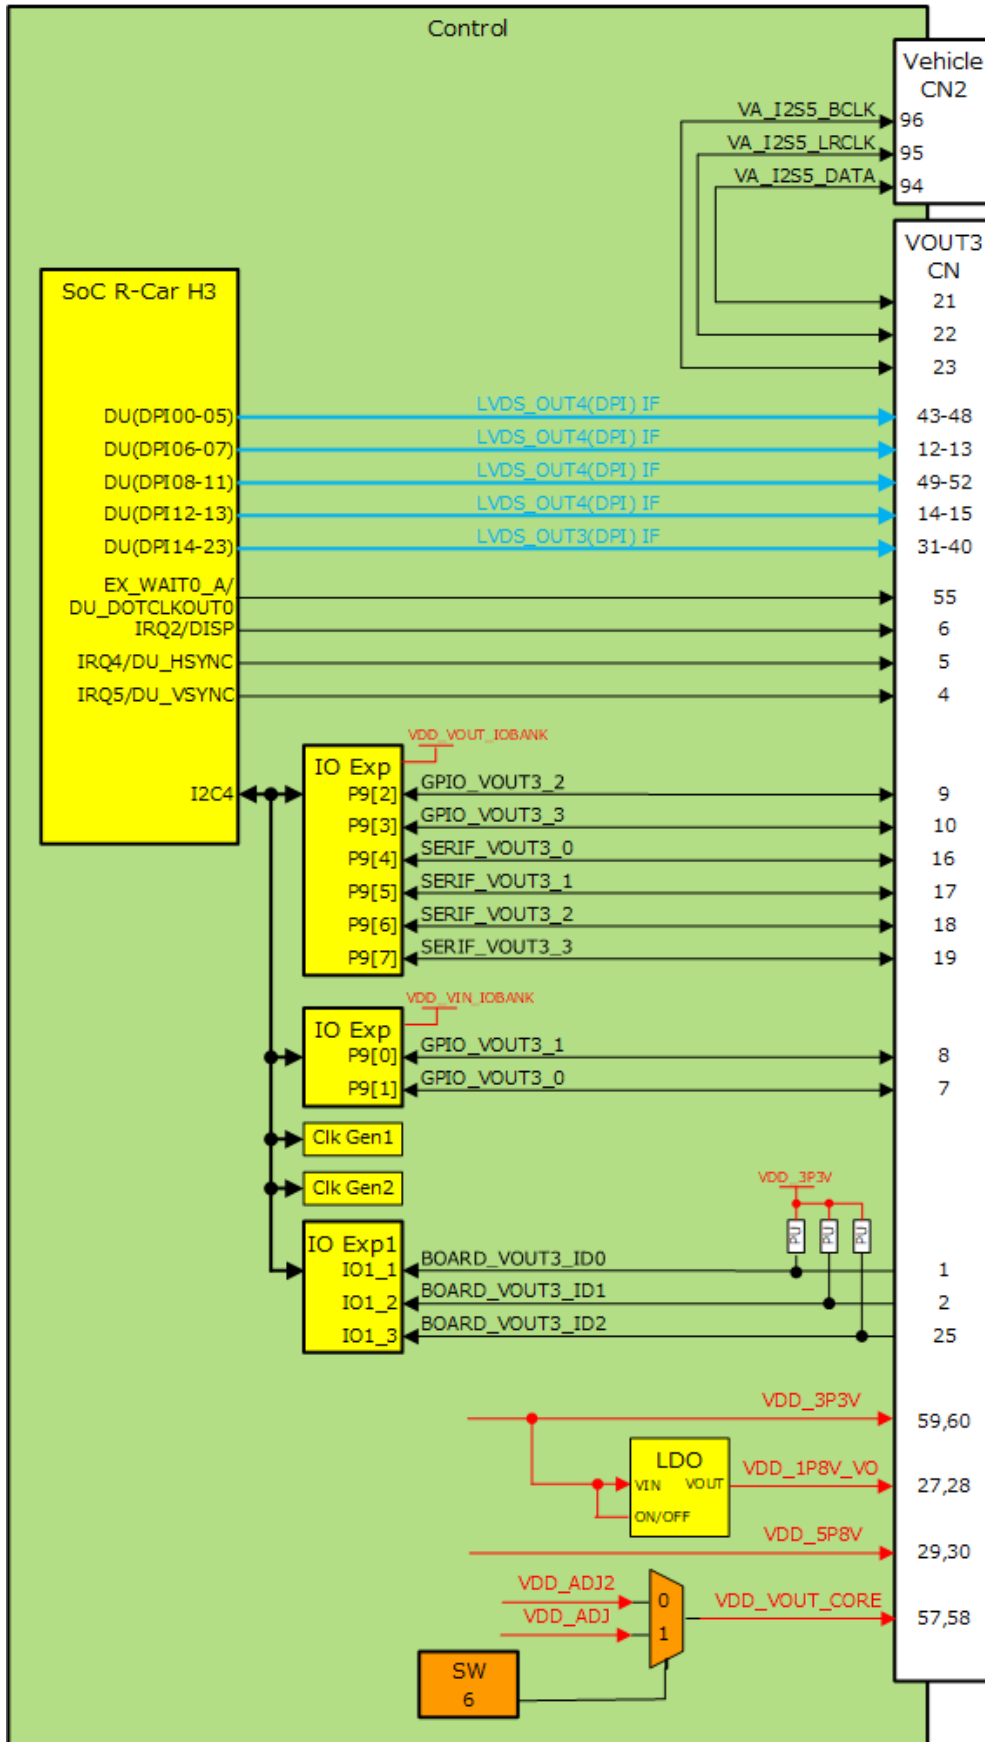 Control
Vehicle
CN2
VA_I2S5_BCLK 96
VA_I2S5_LRCLK 95
VA_I2S5_DATA 94
VOUT3
CN
SoC R-Car H3
21
22
23
DU(DPI00-05) LVDS_OUT4(DPI) IF 43-48
DU(DPI06-07) LVDS_OUT4(DPI) IF 12-13
DU(DPI08-11) LVDS_OUT4(DPI) IF 49-52
DU(DPI12-13) LVDS_OUT4(DPI) IF 14-15
DU(DPI14-23) LVDS_OUT3(DPI) IF 31-40
EX_WAIT0_A/
DU_DOTCLKOUT0 55
IRQ2/DISP 6
IRQ4/DU_HSYNC 5
IRQ5/DU_VSYNC 4
VDD_VOUT_IOBANK
IO Exp
I2C4 P9[2] GPIO_VOUT3_2 9
P9[3] GPIO_VOUT3_3 10
P9[4] SERIF_VOUT3_0 16
P9[5] SERIF_VOUT3_1 17
P9[6] SERIF_VOUT3_2 18
P9[7] SERIF_VOUT3_3 19
VDD_VIN_IOBANK
IO Exp
P9[0] GPIO_VOUT3_1 8
P9[1] GPIO_VOUT3_0 7
Clk Gen1
Clk Gen2
VDD_3P3V
PU PU PU
IO Exp1
IO1_1 BOARD_VOUT3_ID0 1
IO1_2 BOARD_VOUT3_ID1 2
IO1_3 BOARD_VOUT3_ID2 25
VDD_3P3V 59,60
LDO
VIN VOUT VDD_1P8V_VO 27,28
ON/OFF
VDD_5P8V 29,30
VDD_ADJ2 0
VDD_VOUT_CORE 57,58
VDD_ADJ 1
SW
6